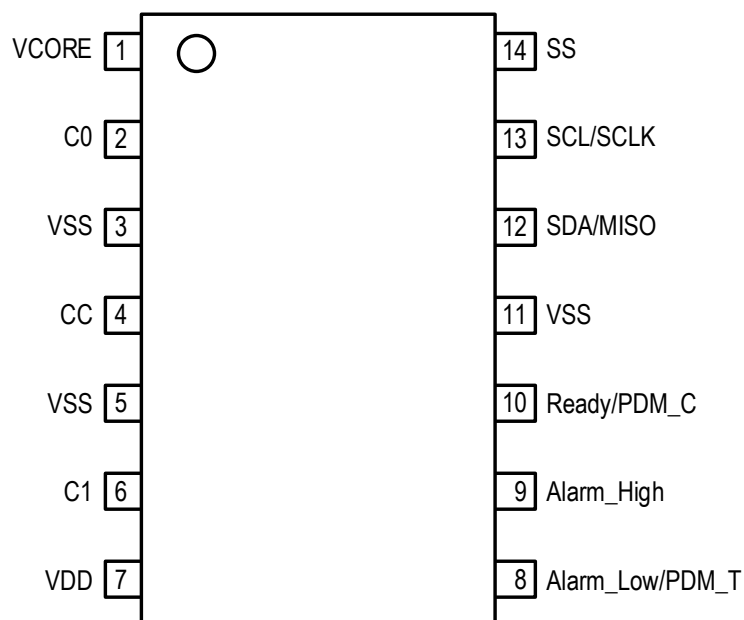 VCORE 1 14 SS
C0 2 13 SCL/SCLK
VSS 3 12 SDA/MISO
CC 4 11 VSS
VSS 5 10 Ready/PDM_C
C1 6 9 Alarm_High
VDD 7 8 Alarm_Low/PDM_T